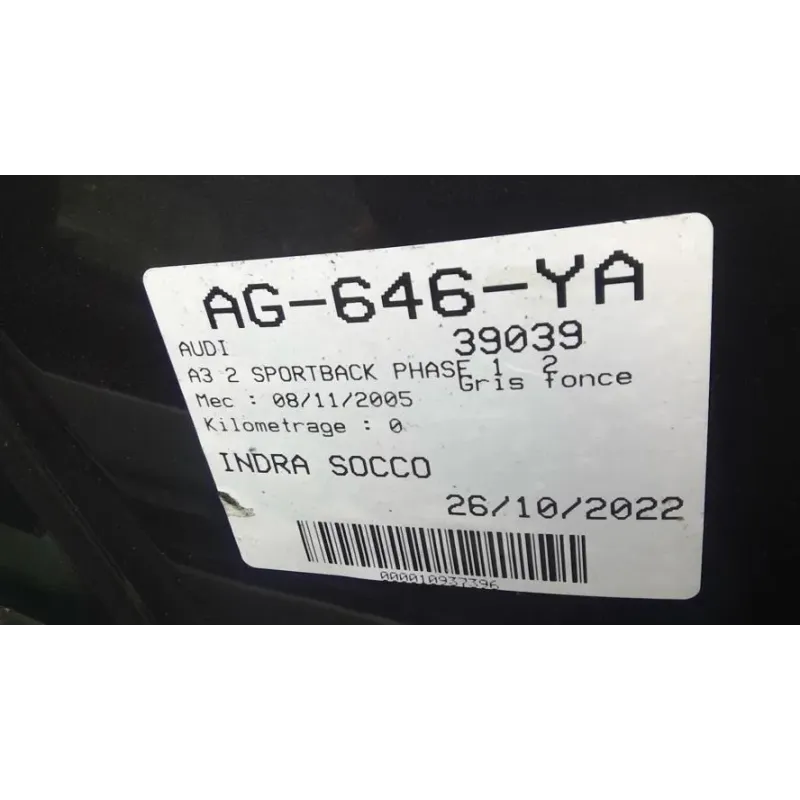 AG-646-YA
AUDI 39039
A3 2 SPORTBACK PHASE 1 2
Gris fonce
Mec : 08/11/2005
Kilometrage : 0
INDRA SOCCO
26/10/2022
000010937396